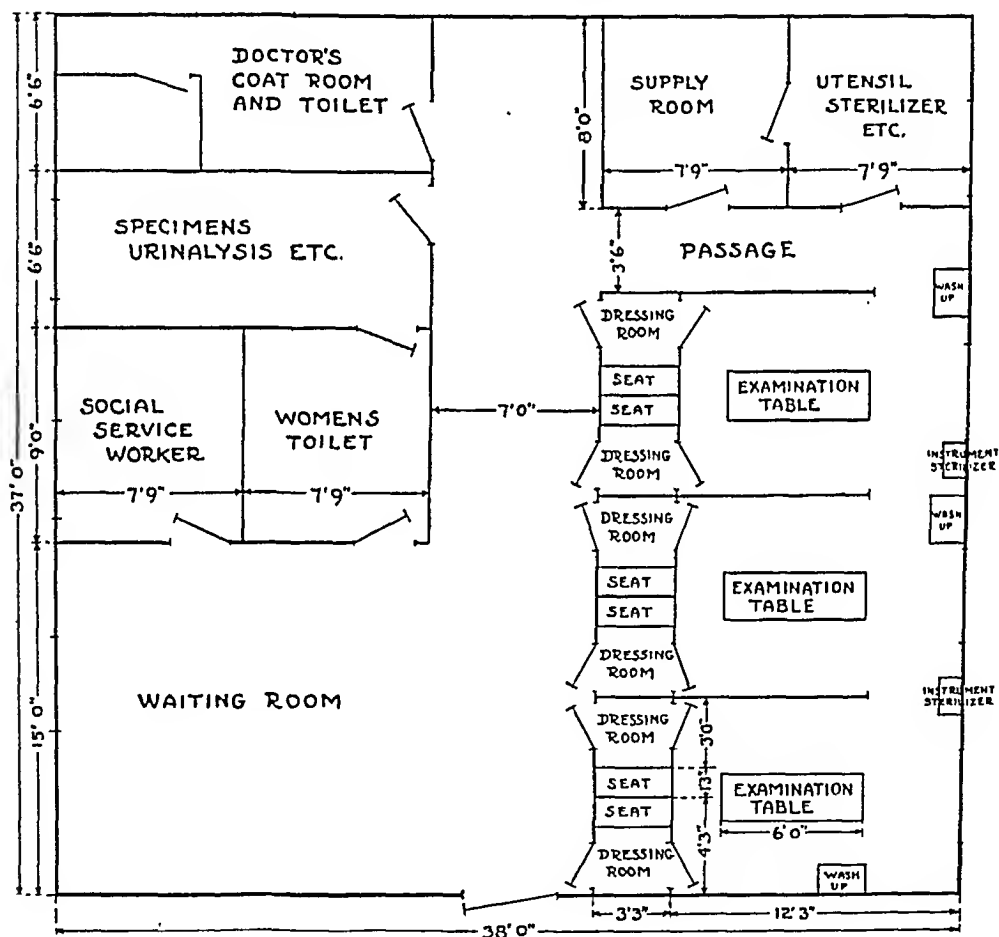 DOCTOR'S
COAT ROOM
AND TOILET
SUPPLY
ROOM
UTENSIL
STERILIZER
ETC.
6'6"
8'0"
7'9"
7'9"
SPECIMENS
URINALYSIS ETC.
6'6"
3'6"
PASSAGE
WASH
UP
DRESSING
ROOM
SEAT
SEAT
DRESSING
ROOM
EXAMINATION
TABLE
SOCIAL
SERVICE
WORKER
WOMENS
TOILET
7'0"
9'0"
37'0"
7'9"
7'9"
INSTRUMENT
STERILIZER
WASH
UP
DRESSING
ROOM
SEAT
SEAT
DRESSING
ROOM
EXAMINATION
TABLE
WAITING ROOM
15'0"
INSTRUMENT
STERILIZER
DRESSING
ROOM
SEAT
SEAT
DRESSING
ROOM
3'0"
13"
4'3"
EXAMINATION
TABLE
6'0"
WASH
UP
3'3"
12'3"
38'0"